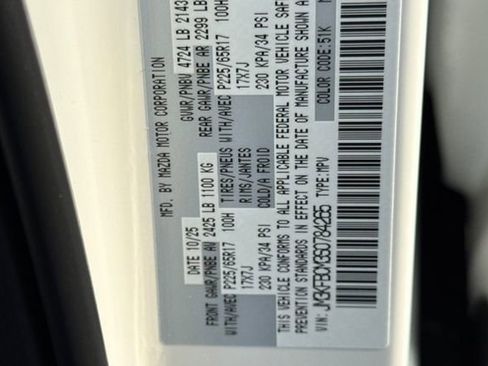 MFD. BY MAZDA MOTOR CORPORATION
DATE 10/25 GVWR/PNBV 4724 LB 2143
FRONT GAWR/PNBE AV 2425 LB 1100 KG REAR GAWR/PNBE AR 2299 LB
WITH/AVEC P225/65R17 100H TIRES/PNEUS WITH/AVEC P225/65R17 100H
17X7J RIMS/JANTES 17X7J
230 KPA/34 PSI COLD/A FROID 230 KPA/34 PSI
THIS VEHICLE CONFORMS TO ALL APPLICABLE FEDERAL MOTOR VEHICLE SAF
PREVENTION STANDARDS IN EFFECT ON THE DATE OF MANUFACTURE SHOWN A
VIN: TYPE: MPV COLOR CODE: 51K